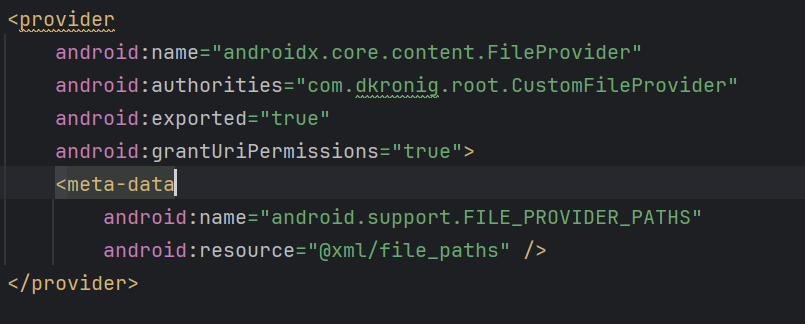 <provider
android:name="androidx.core.content.FileProvider"
android:authorities="com.dkronig.root.CustomFileProvider"
android:exported="true"
android:grantUriPermissions="true">
<meta-data
android:name="android.support.FILE_PROVIDER_PATHS"
android:resource="@xml/file_paths" />
</provider>